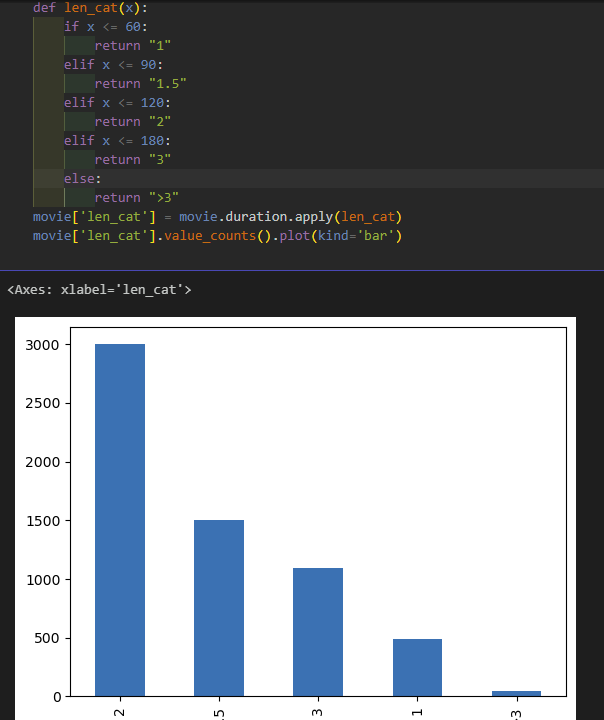 def len_cat(x):
    if x <= 60:
        return "1"
    elif x <= 90:
        return "1.5"
    elif x <= 120:
        return "2"
    elif x <= 180:
        return "3"
    else:
        return ">3"
movie['len_cat'] = movie.duration.apply(len_cat)
movie['len_cat'].value_counts().plot(kind='bar')
<Axes: xlabel='len_cat'>
3000
2500
2000
1500
1000
500
0
2 .5 3 1 3